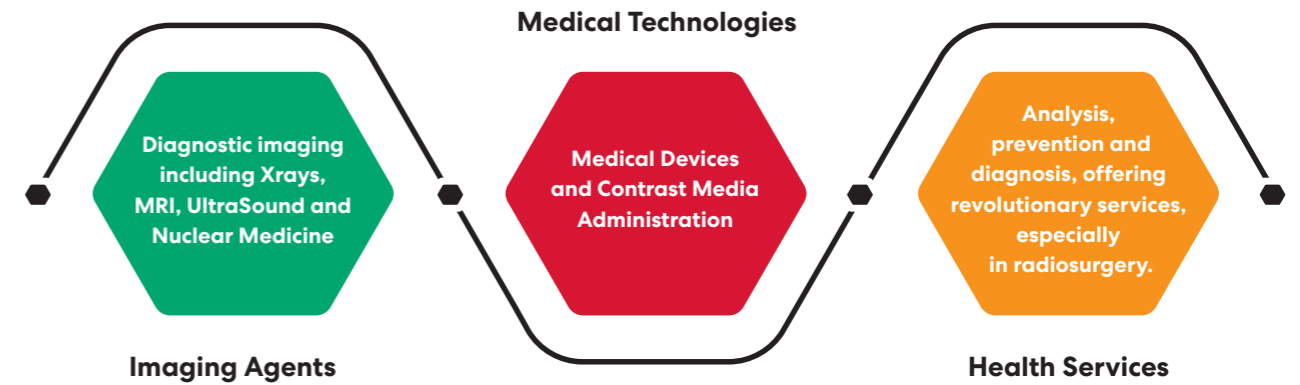 Medical Technologies
Diagnostic imaging
including Xrays,
MRI, UltraSound and
Nuclear Medicine
Medical Devices
and Contrast Media
Administration
Analysis,
prevention and
diagnosis, offering
revolutionary services,
especially
in radiosurgery.
Imaging Agents
Health Services